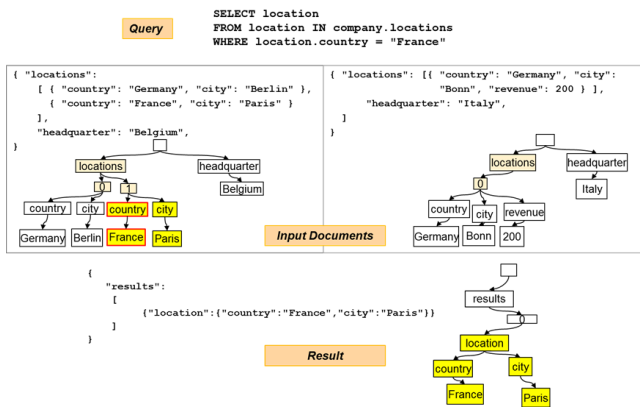 Query
SELECT location
FROM location IN company.locations
WHERE location.country = "France"
{ "locations":
[ { "country": "Germany", "city": "Berlin" },
{ "country": "France", "city": "Paris" }
],
"headquarter": "Belgium",
}
locations headquarter
0 1 Belgium
country city country city
Germany Berlin France Paris
{ "locations": [{ "country": "Germany", "city":
"Bonn", "revenue": 200 } ],
"headquarter": "Italy",
]
}
locations headquarter
0 Italy
country city revenue
Germany Bonn 200
Input Documents
{
"results":
[
{"location":{"country":"France","city":"Paris"}}
]
}
Result
results
0
location
country city
France Paris